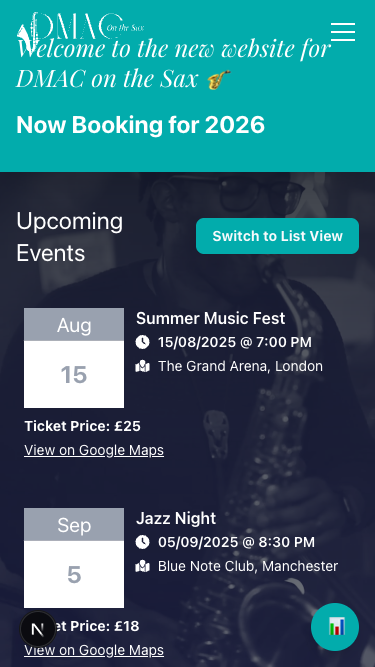 DMAC On the Sax
Welcome to the new website for
DMAC on the Sax 🎷
Now Booking for 2026
Upcoming
Events
Switch to List View
Aug
15
Summer Music Fest
15/08/2025 @ 7:00 PM
The Grand Arena, London
Ticket Price: £25
View on Google Maps
Sep
5
Jazz Night
05/09/2025 @ 8:30 PM
Blue Note Club, Manchester
N
et Price: £18
View on Google Maps